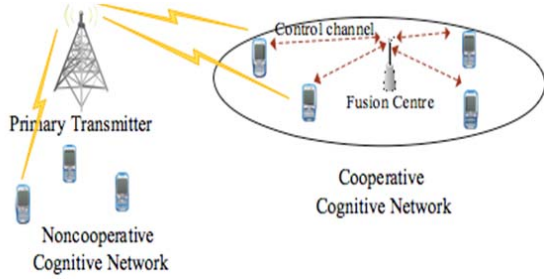 Control channel
Fusion Centre
Primary Transmitter
Cooperative
Cognitive Network
Noncooperative
Cognitive Network